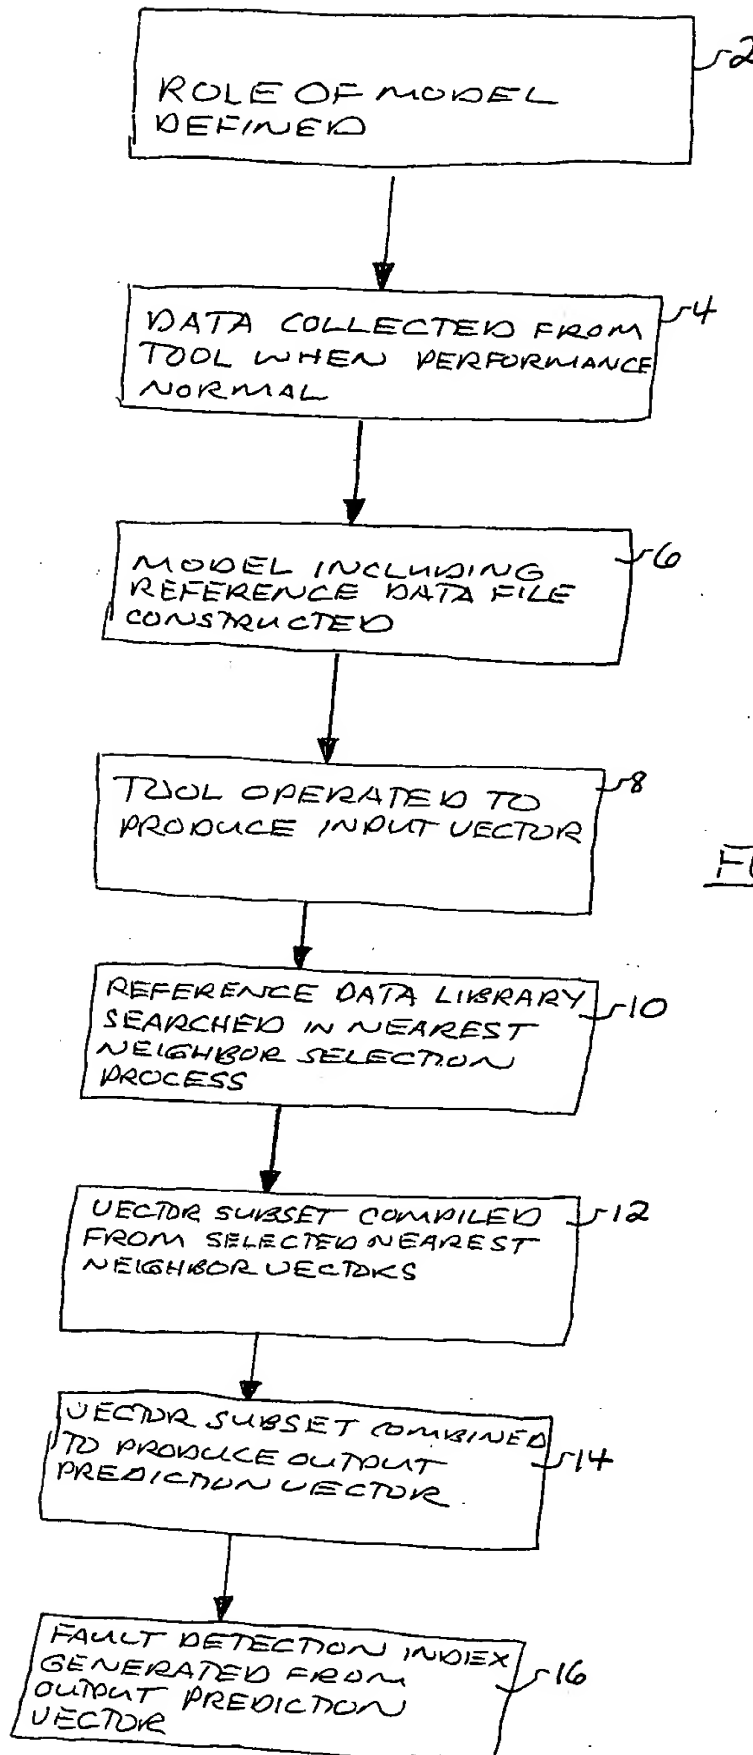 ROLE OF MODEL
DEFINED
2
DATA COLLECTED FROM
TOOL WHEN PERFORMANCE
NORMAL
4
MODEL INCLUDING
REFERENCE DATA FILE
CONSTRUCTED
6
TOOL OPERATED TO
PRODUCE INPUT VECTOR
8
REFERENCE DATA LIBRARY
SEARCHED IN NEAREST
NEIGHBOR SELECTION
PROCESS
10
VECTOR SUBSET COMPILED
FROM SELECTED NEAREST
NEIGHBOR VECTORS
12
VECTOR SUBSET COMBINED
TO PRODUCE OUTPUT
PREDICTION VECTOR
14
FAULT DETECTION INDEX
GENERATED FROM
OUTPUT PREDICTION
VECTOR
16